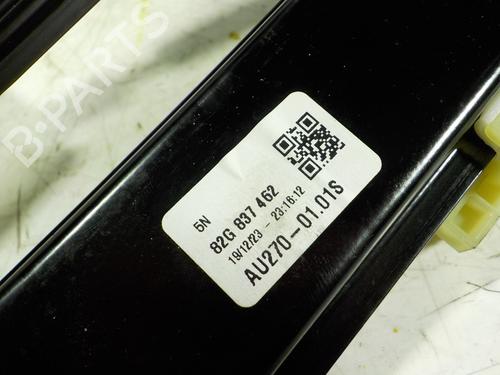 B-PARTS
5N
82G 837 462
19/12/23 - 23:16:12
AU270-01.01S